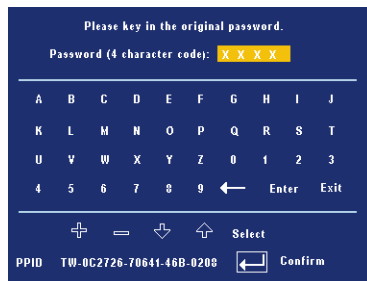 Please key in the original password.
Password (4 character code): X X X X
A B C D E F G H I J
K L M N O P Q R S T
U V W X Y Z 0 1 2 3
4 5 6 7 8 9 ← Enter Exit
Select
PPID TW-0C2726-70641-46B-0208 Confirm